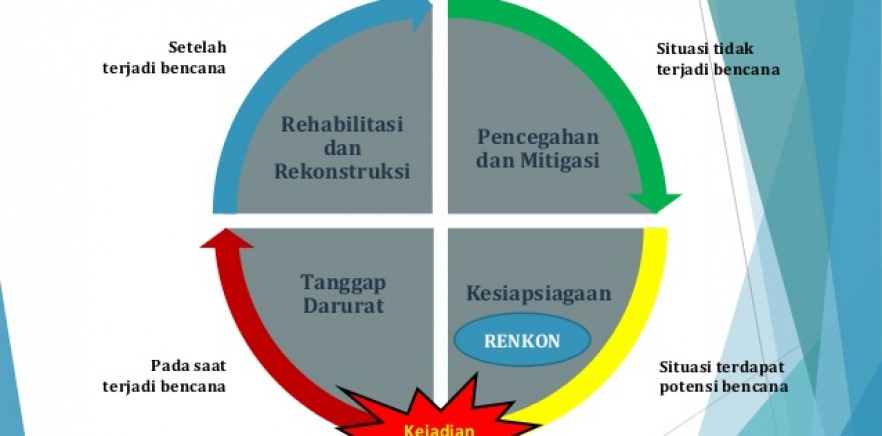 Setelah
terjadi bencana
Situasi tidak
terjadi bencana
Rehabilitasi
dan
Rekonstruksi
Pencegahan
dan Mitigasi
Tanggap
Darurat
Kesiapsiagaan
RENKON
Pada saat
terjadi bencana
Situasi terdapat
potensi bencana
Kejadian